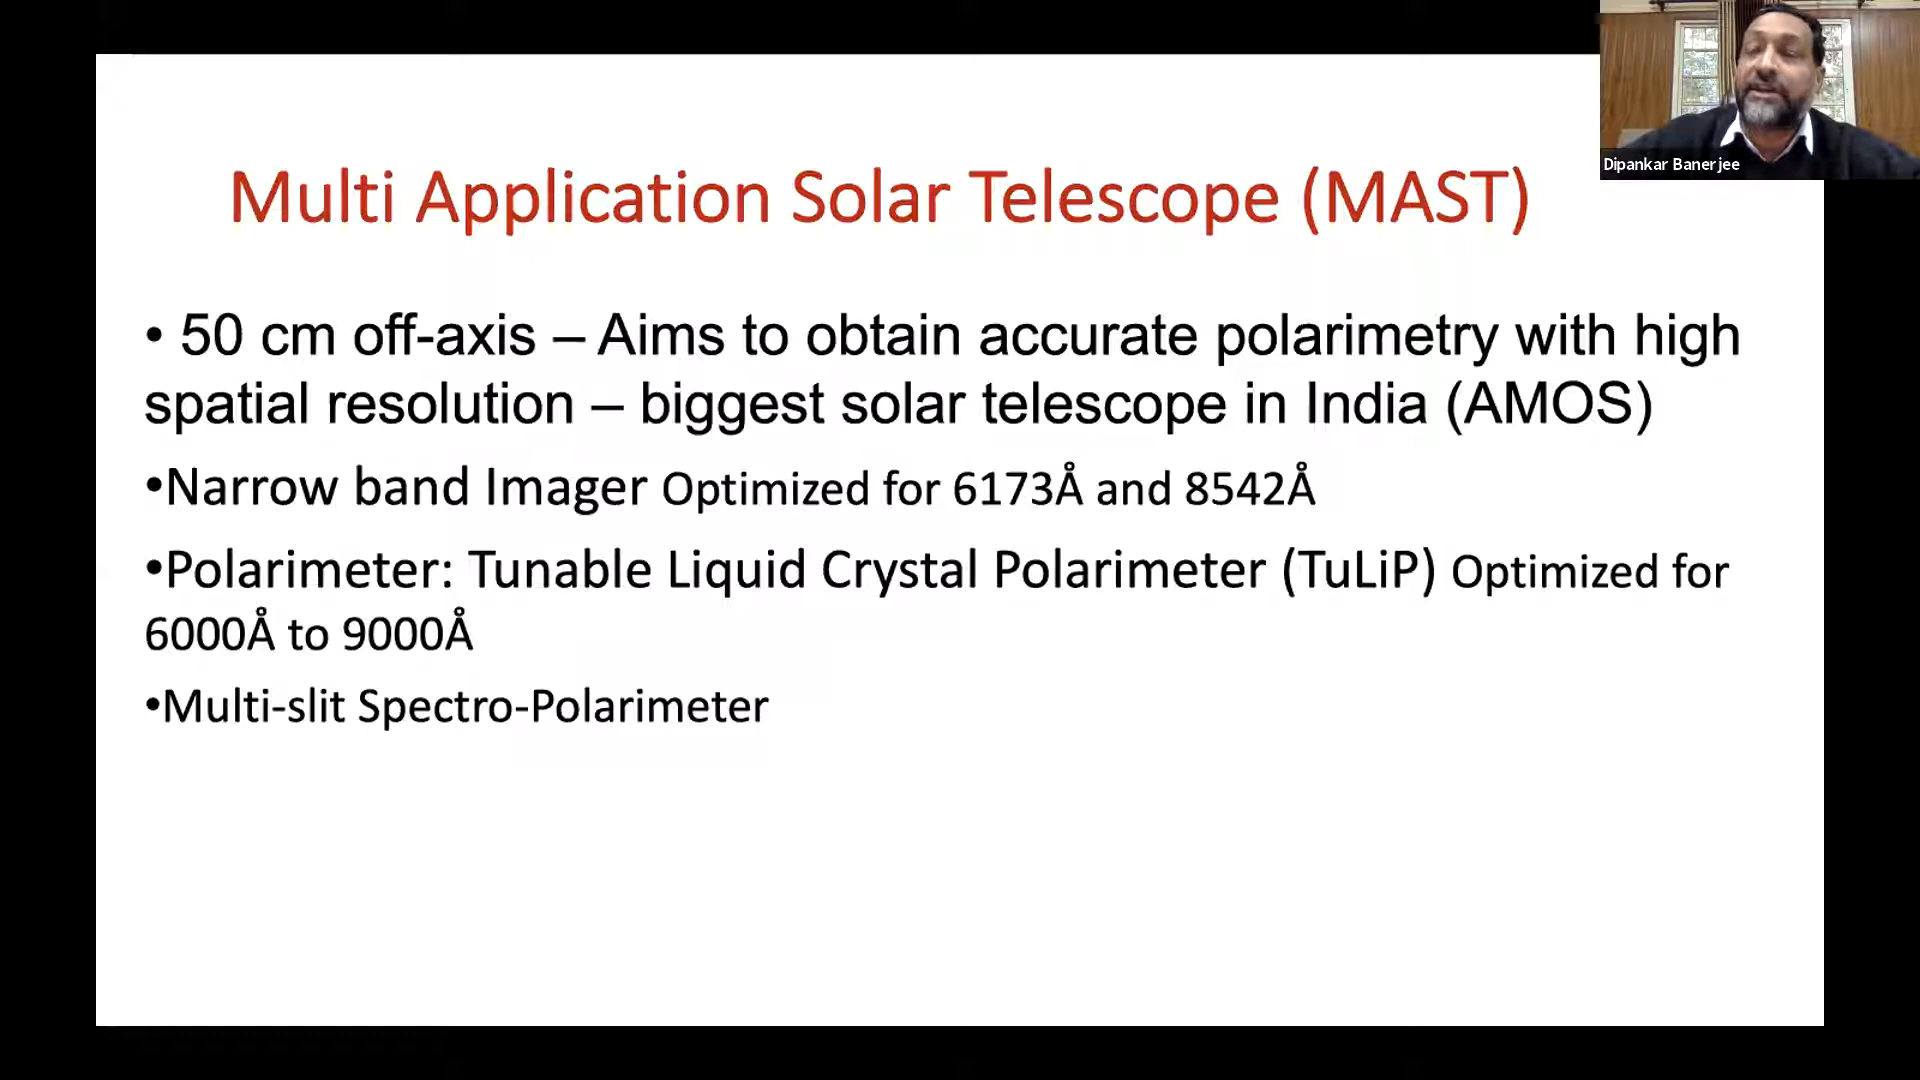 Dipankar Banerjee
Multi Application Solar Telescope (MAST)
• 50 cm off-axis – Aims to obtain accurate polarimetry with high
spatial resolution – biggest solar telescope in India (AMOS)
•Narrow band Imager Optimized for 6173Å and 8542Å
•Polarimeter: Tunable Liquid Crystal Polarimeter (TuLiP) Optimized for
6000Å to 9000Å
•Multi-slit Spectro-Polarimeter